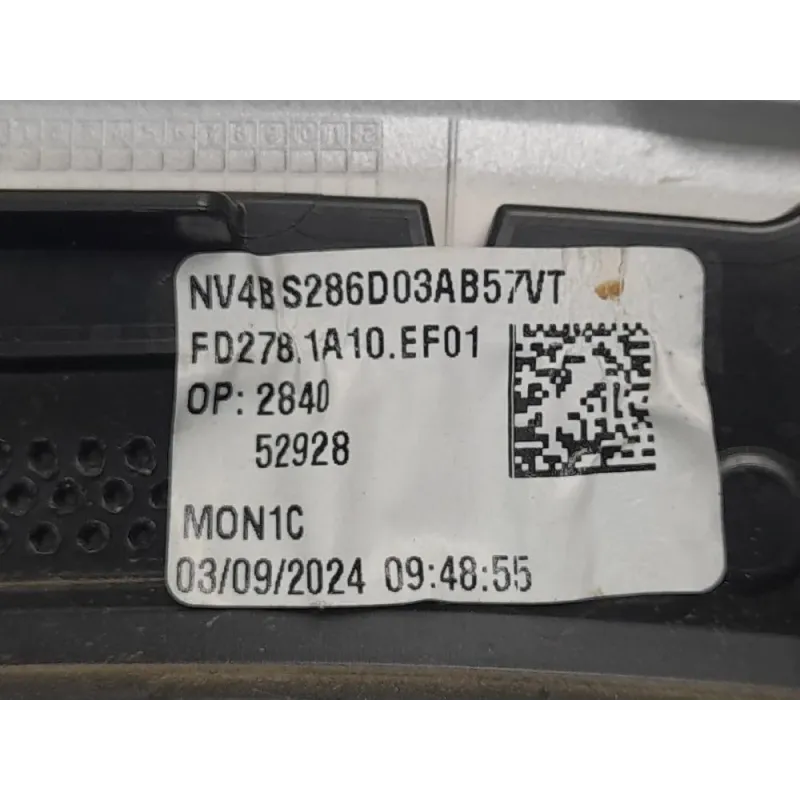 NV4B S286D03AB57VT
FD278.1A10.EF01
OP: 2840
52928
MON1C
03/09/2024 09:48:55